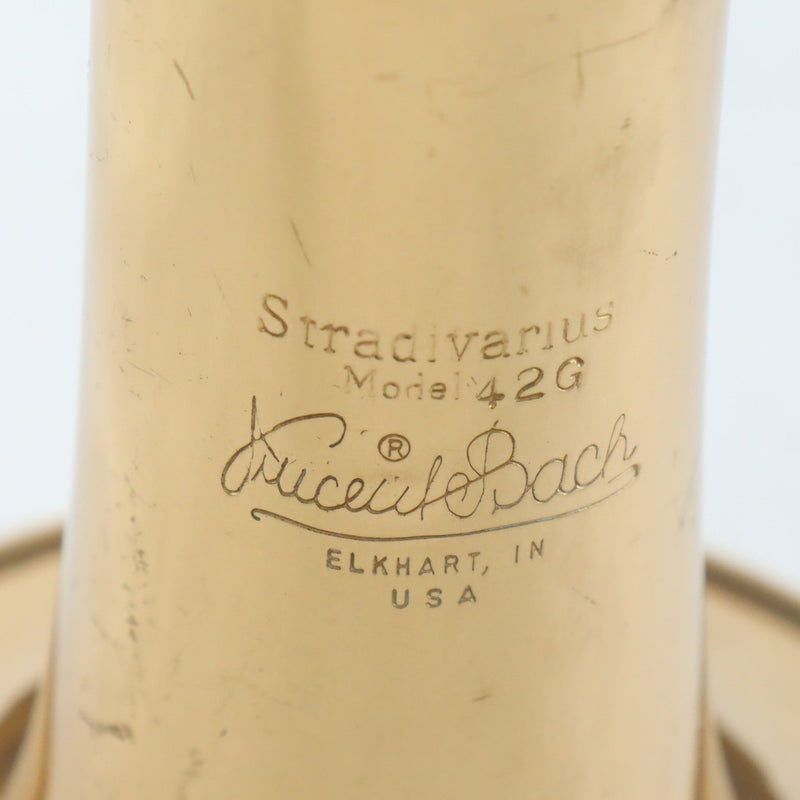 Stradivarius
Model 42G
Vincent Bach ®
ELKHART, IN
USA